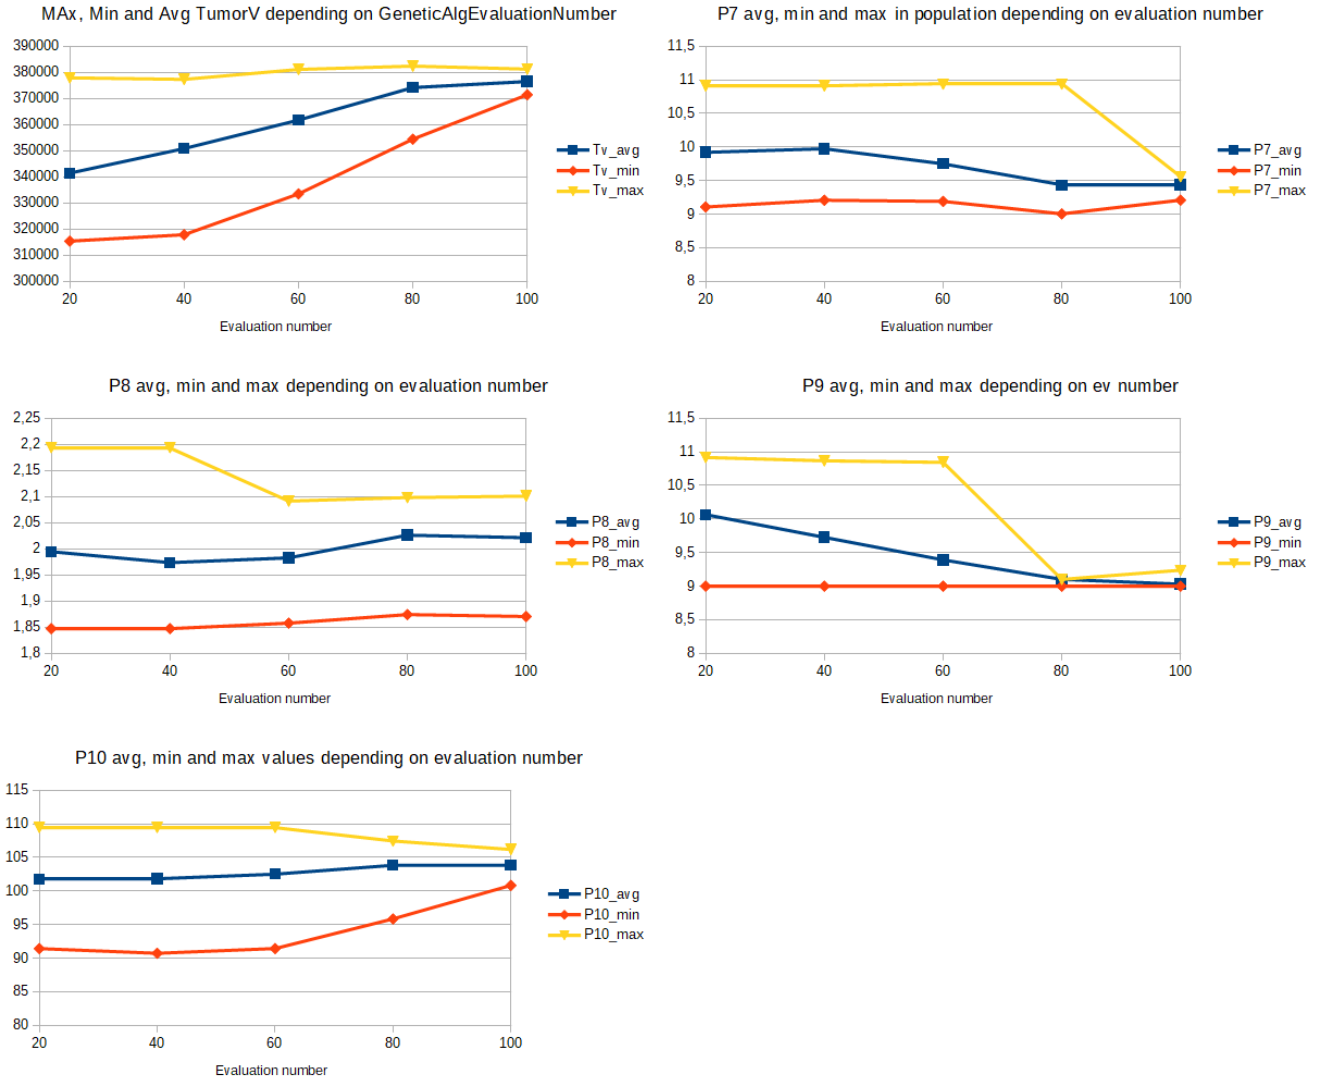 MAx, Min and Avg TumorV depending on GeneticAlgEvaluationNumber
390000
380000
370000
360000
350000
340000
330000
320000
310000
300000
20 40 60 80 100
Evaluation number
Tv_avg
Tv_min
Tv_max
P7 avg, min and max in population depending on evaluation number
11,5
11
10,5
10
9,5
9
8,5
8
20 40 60 80 100
Evaluation number
P7_avg
P7_min
P7_max
P8 avg, min and max depending on evaluation number
2,25
2,2
2,15
2,1
2,05
2
1,95
1,9
1,85
1,8
20 40 60 80 100
Evaluation number
P8_avg
P8_min
P8_max
P9 avg, min and max depending on ev number
11,5
11
10,5
10
9,5
9
8,5
8
20 40 60 80 100
Evaluation number
P9_avg
P9_min
P9_max
P10 avg, min and max values depending on evaluation number
115
110
105
100
95
90
85
80
20 40 60 80 100
Evaluation number
P10_avg
P10_min
P10_max